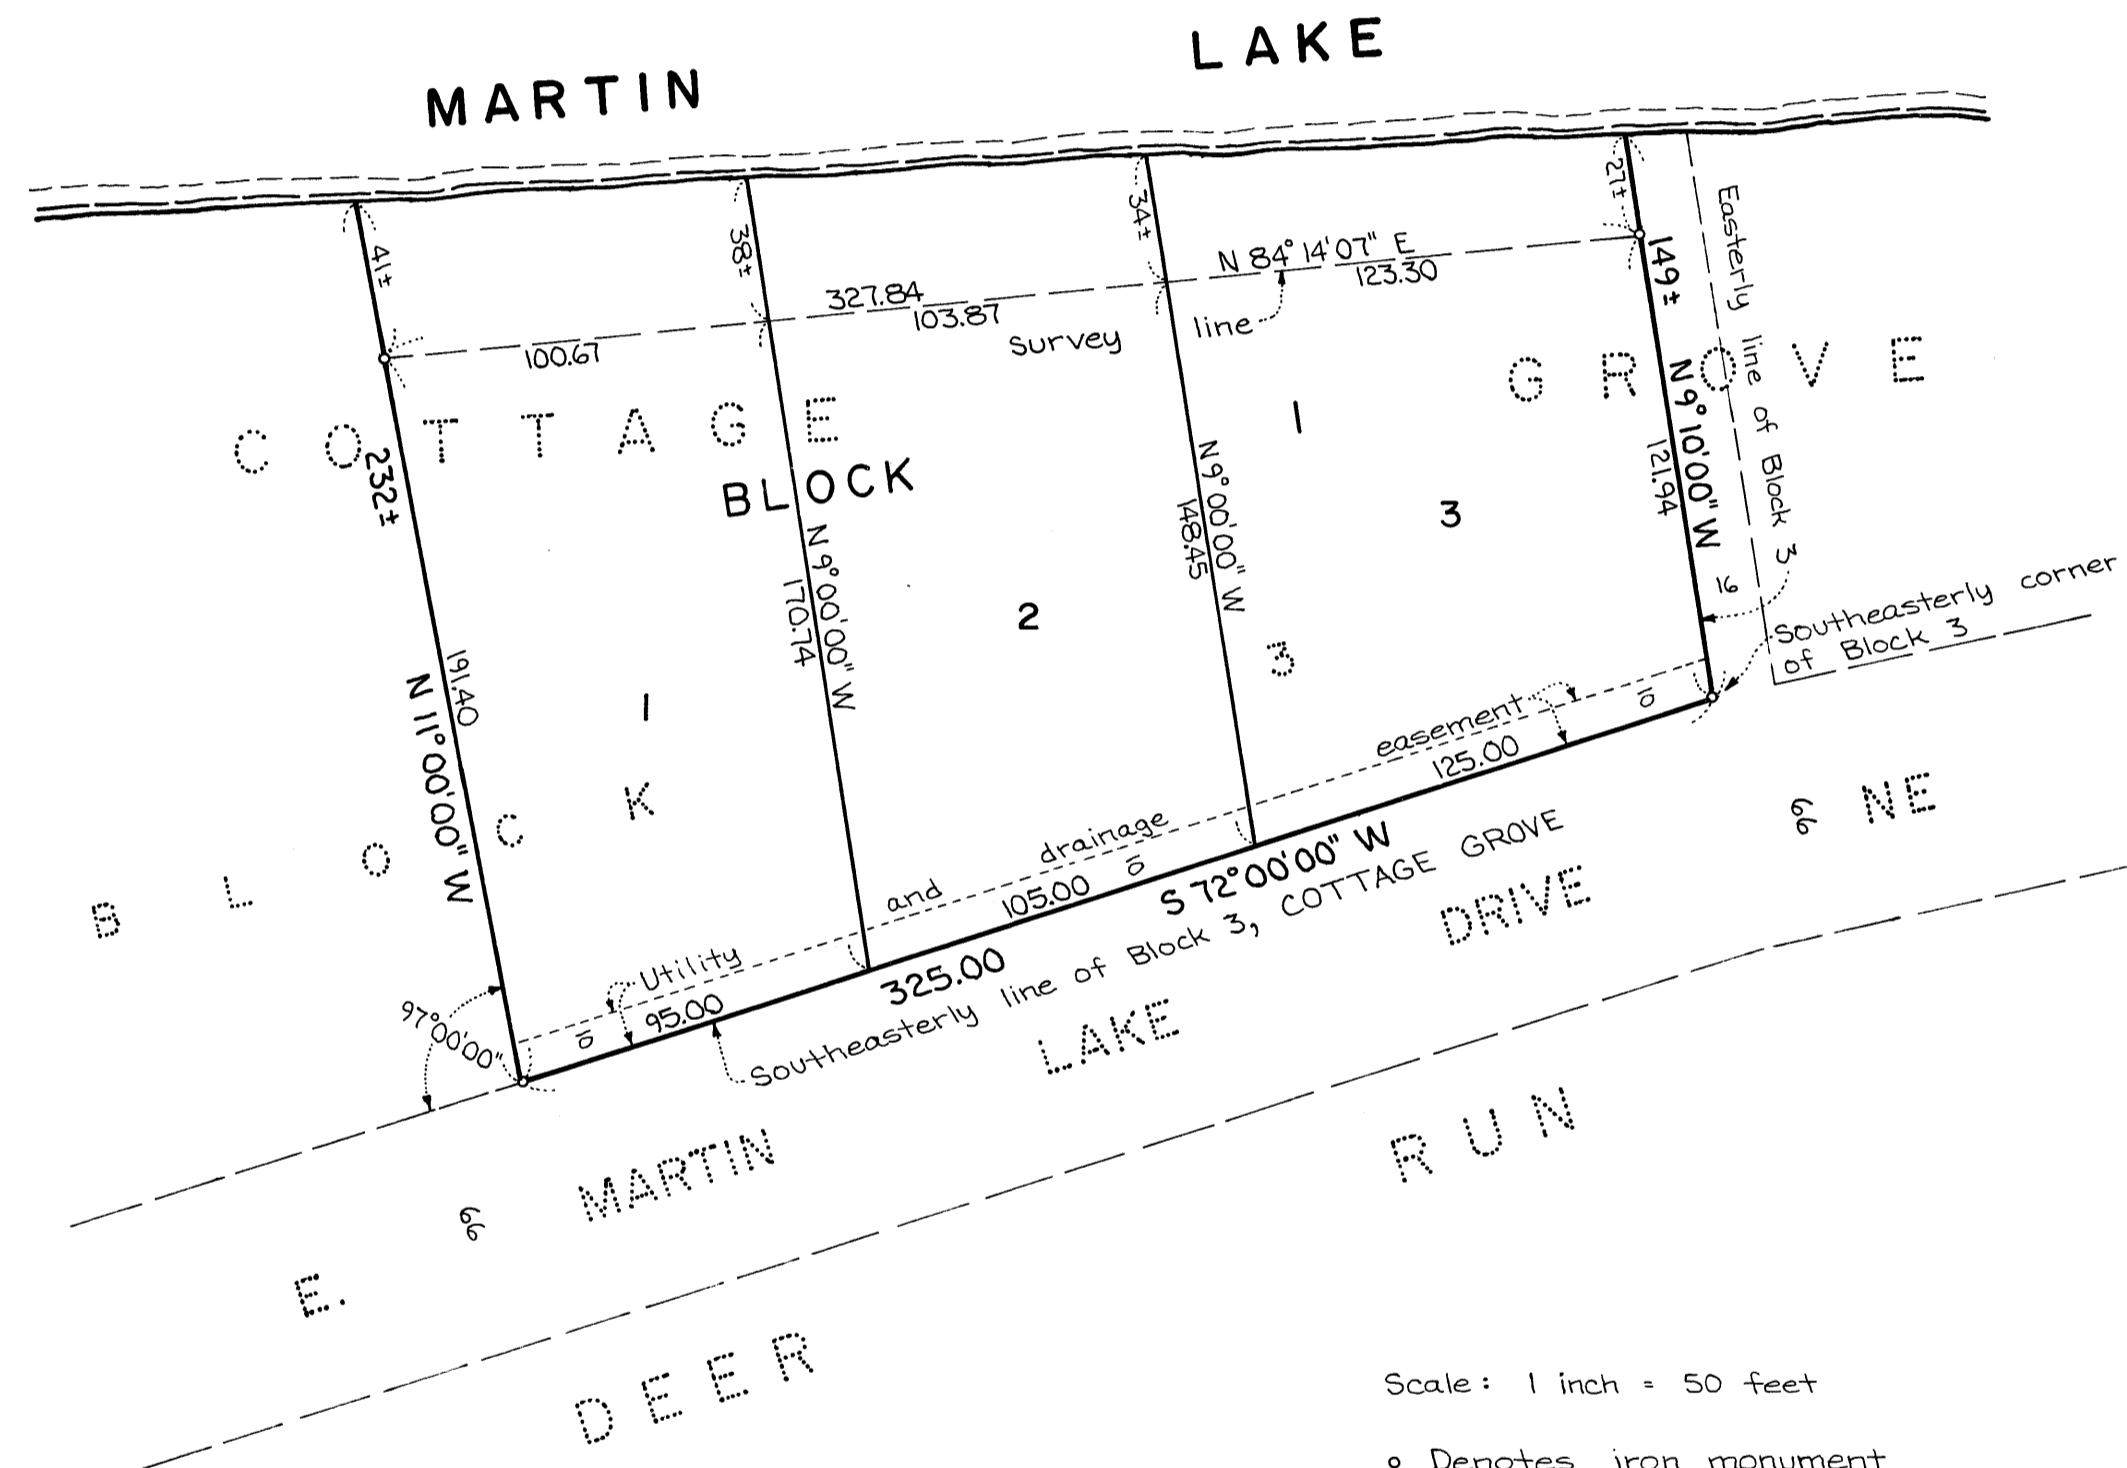 MARTIN LAKE
41±
38±
34±
27±
N 84° 14' 07" E
327.84
123.30
103.87
100.67
survey line
149±
Easterly line of Block 3
COTTAGE GROVE
232±
BLOCK 1
N 9° 10' 00" W
121.94
N 9° 00' 00" W
148.45
N 9° 00' 00" W
170.74
3
2
1
16
Southeasterly corner
of Block 3
191.40
N 11° 00' 00" W
BLOCK 3
Utility and drainage easement
10
10
10
95.00
105.00
125.00
325.00
S 72° 00' 00" W
Southeasterly line of Block 3, COTTAGE GROVE
97° 00' 00"
E. MARTIN LAKE DRIVE NE
66
66
DEER RUN
Scale: 1 inch = 50 feet
o Denotes iron monument